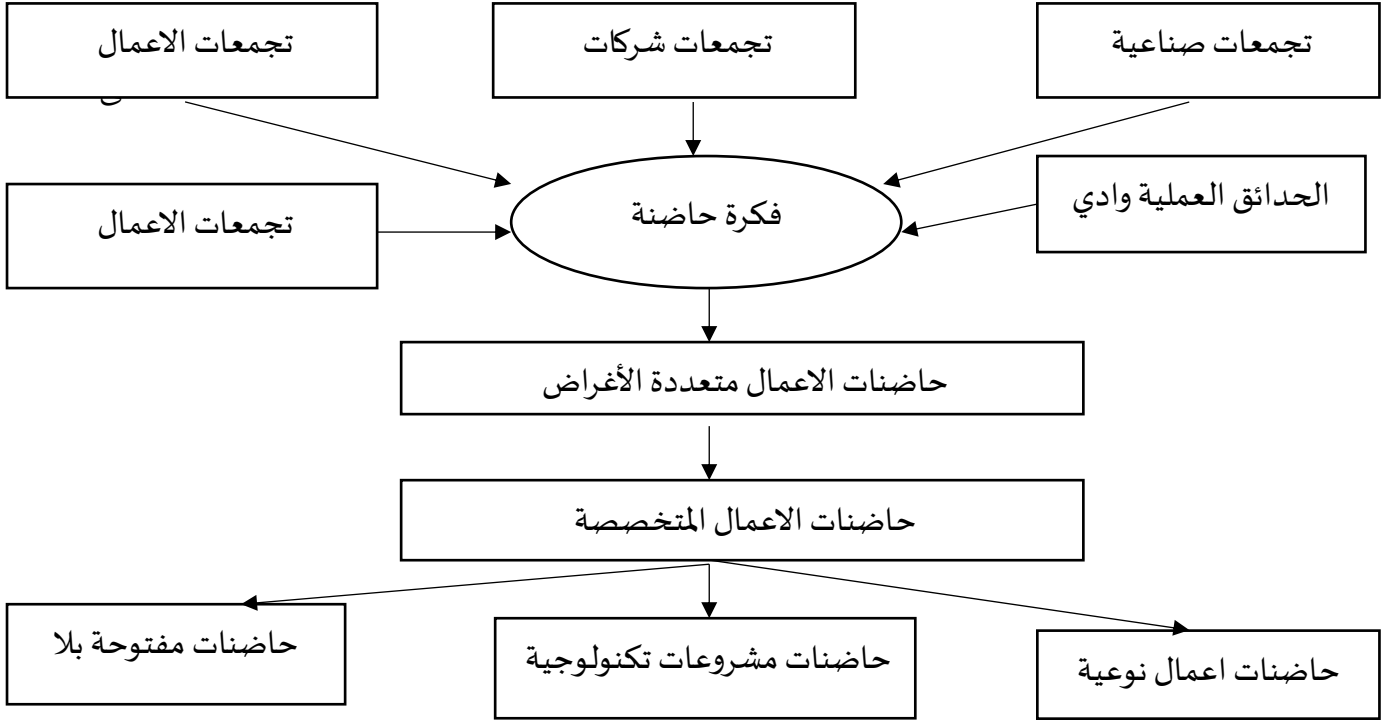 تجمعات صناعية
تجمعات شركات
تجمعات الاعمال
الحدائق العملية وادي
فكرة حاضنة
تجمعات الاعمال
حاضنات الاعمال متعددة الأغراض
حاضنات الاعمال المتخصصة
حاضنات اعمال نوعية
حاضنات مشروعات تكنولوجية
حاضنات مفتوحة بلا